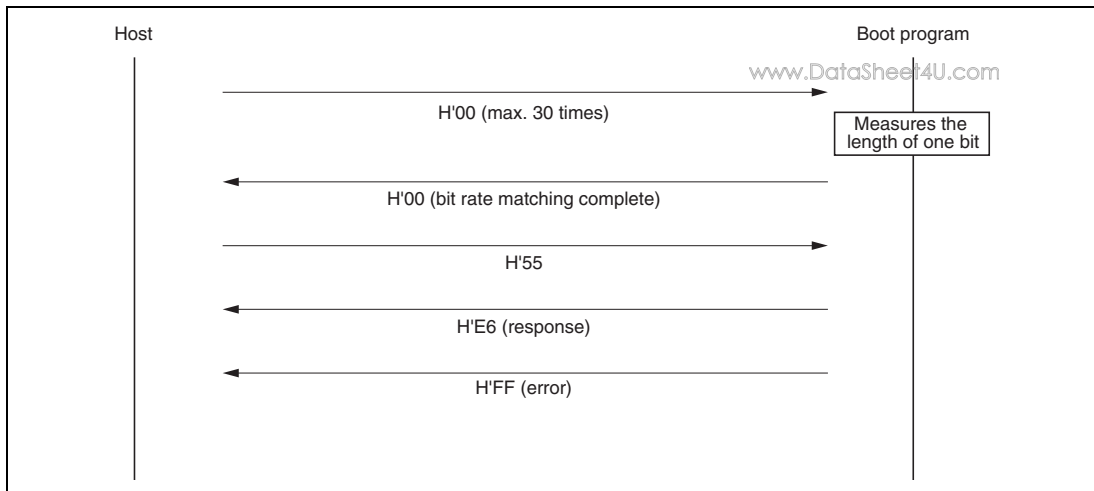 Host
Boot program
www.DataSheet4U.com
H'00 (max. 30 times)
Measures the
length of one bit
H'00 (bit rate matching complete)
H'55
H'E6 (response)
H'FF (error)